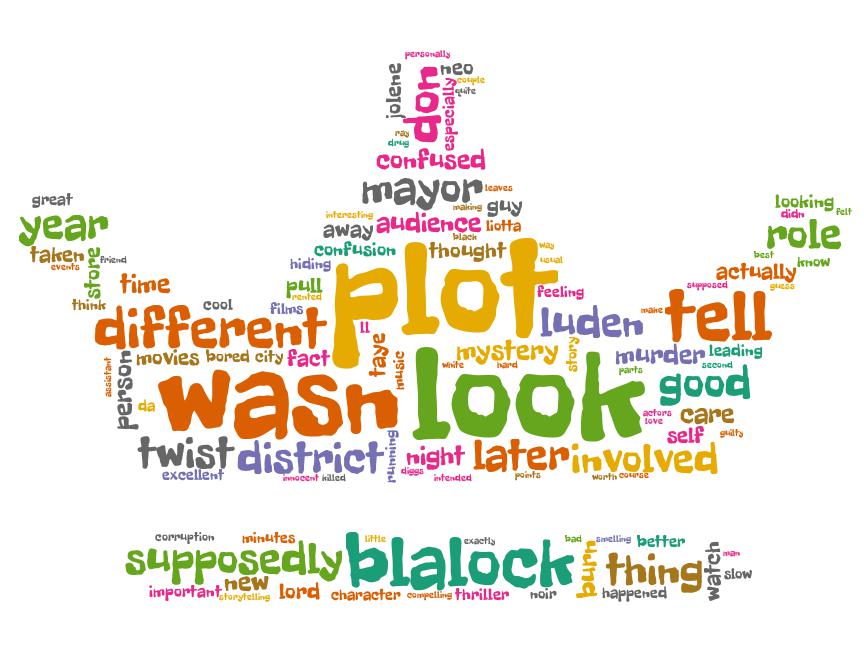 personally
jolene
don
neo
couple
quite
especially
ray
drug
confused
mayor
leaves
great
year
taken
events
store
friend
think
time
interesting
making
guy
away
audience
liotta
black
confusion
thought
way
usual
hiding
pull
rented
films
plot
feeling
looking
didn
felt
role
best
know
actually
supposed
guess
cool
different
ll
taye
luden
make
tell
assistant
person
movies
bored
city
fact
music
mystery
white
hard
story
murder
leading
parts
second
da
wasn
look
good
actors
love
care
self
guilty
twist
district
running
night
later
involved
excellent
innocent
killed
diggs
intended
points
worth
course
corruption
minutes
little
exactly
bad
smelling
better
supposedly
blalock
burn
thing
watch
man
slow
important
new
storytelling
lord
character
compelling
thriller
noir
happened